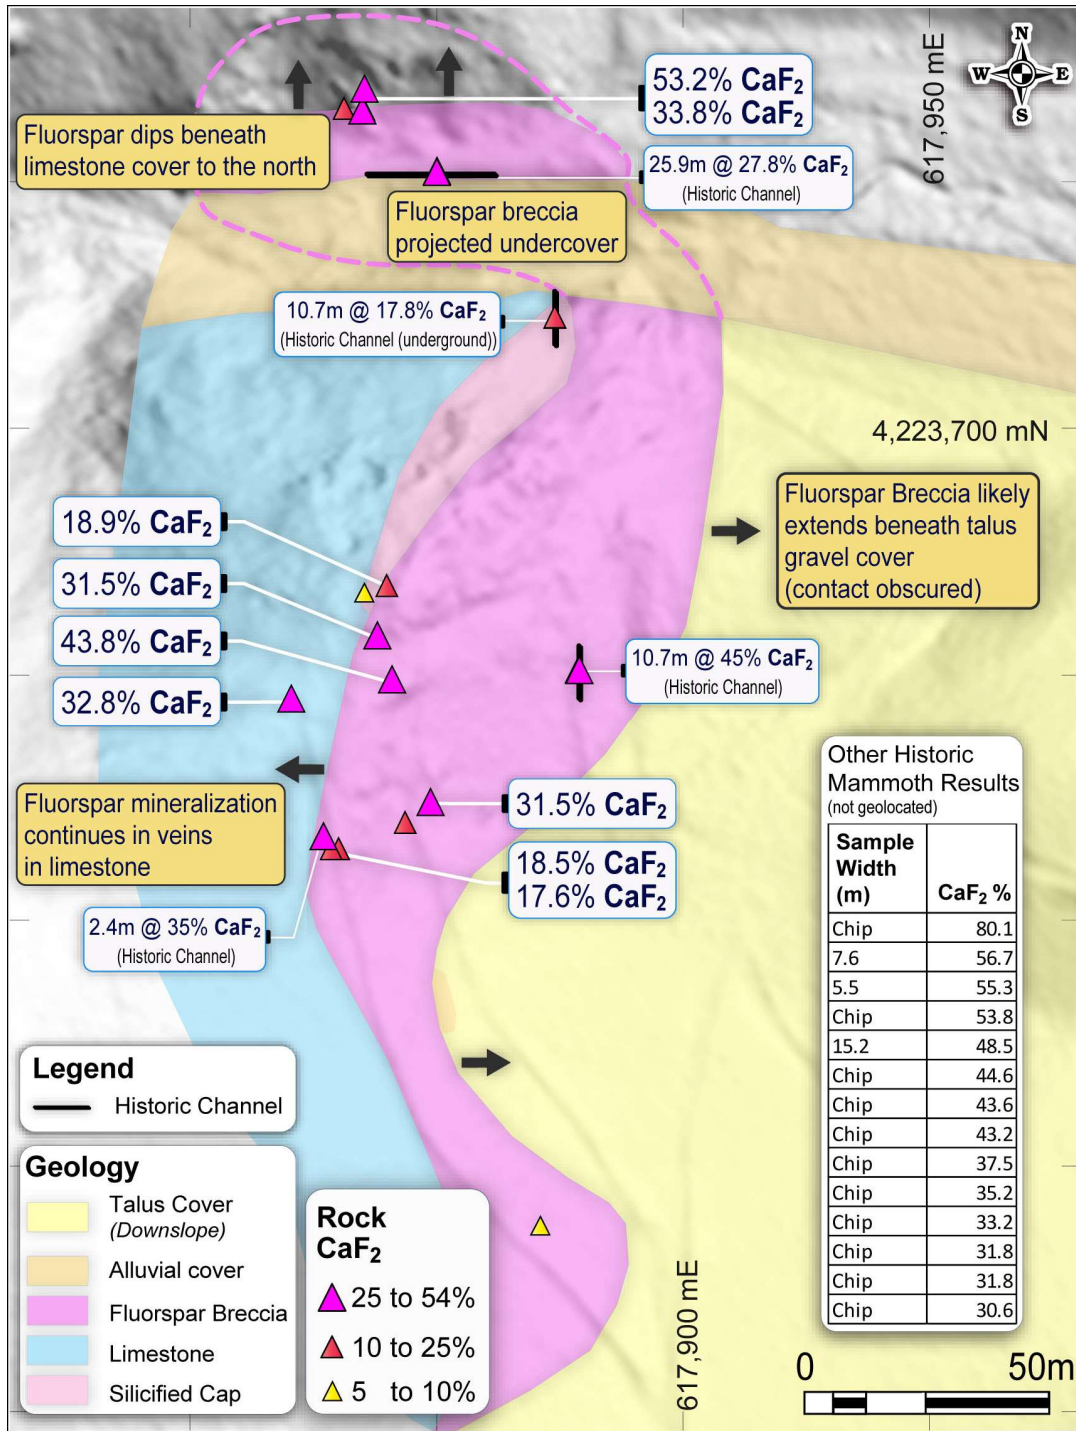 N
W E
S
617,950 mE
53.2% CaF₂
33.8% CaF₂
Fluorspar dips beneath
limestone cover to the north
25.9m @ 27.8% CaF₂
(Historic Channel)
Fluorspar breccia
projected undercover
10.7m @ 17.8% CaF₂
(Historic Channel (underground))
4,223,700 mN
Fluorspar Breccia likely
extends beneath talus
gravel cover
(contact obscured)
18.9% CaF₂
31.5% CaF₂
43.8% CaF₂
32.8% CaF₂
10.7m @ 45% CaF₂
(Historic Channel)
Fluorspar mineralization
continues in veins
in limestone
31.5% CaF₂
18.5% CaF₂
17.6% CaF₂
2.4m @ 35% CaF₂
(Historic Channel)
Other Historic
Mammoth Results
(not geolocated)
Sample
Width
(m) CaF₂ %
Chip 80.1
7.6 56.7
5.5 55.3
Chip 53.8
15.2 48.5
Chip 44.6
Chip 43.6
Chip 43.2
Chip 37.5
Chip 35.2
Chip 33.2
Chip 31.8
Chip 31.8
Chip 30.6
Legend
Historic Channel
Geology
Talus Cover
(Downslope)
Alluvial cover
Fluorspar Breccia
Limestone
Silicified Cap
Rock
CaF₂
25 to 54%
10 to 25%
5 to 10%
617,900 mE
0 50m